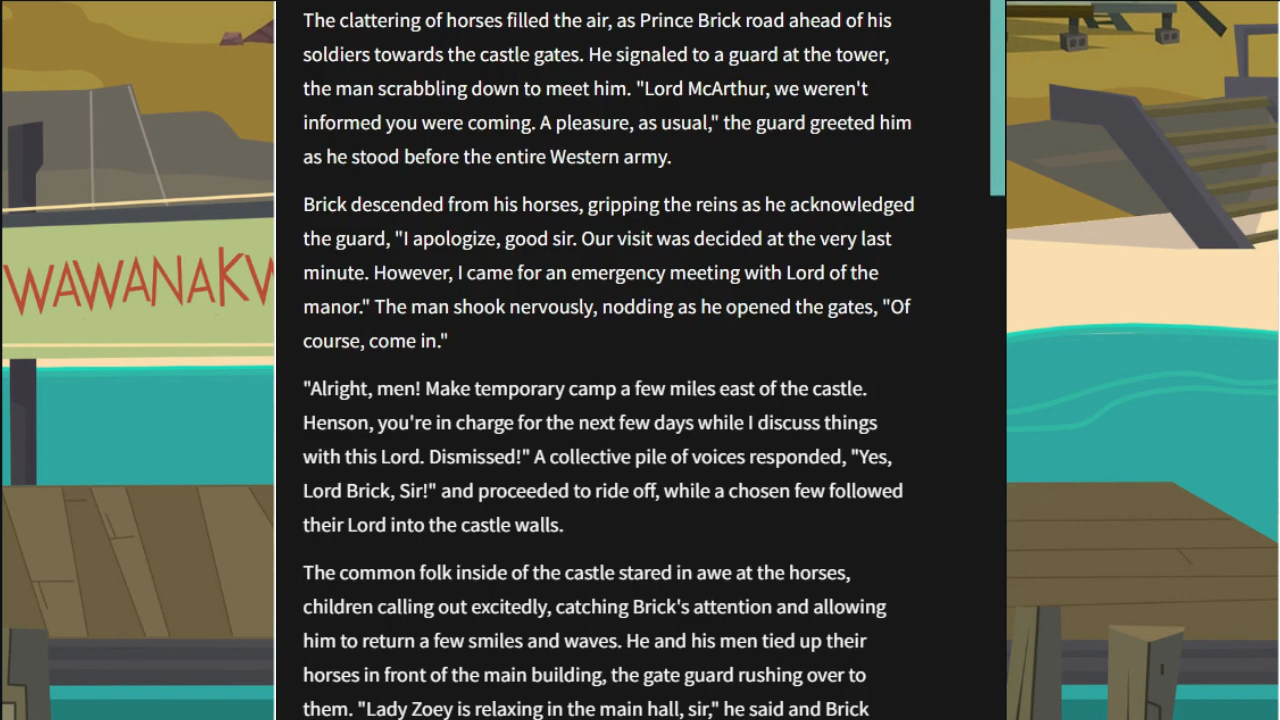 The clattering of horses filled the air, as Prince Brick road ahead of his
soldiers towards the castle gates. He signaled to a guard at the tower,
the man scrabbling down to meet him. "Lord McArthur, we weren't
informed you were coming. A pleasure, as usual," the guard greeted him
as he stood before the entire Western army.
Brick descended from his horses, gripping the reins as he acknowledged
the guard, "I apologize, good sir. Our visit was decided at the very last
minute. However, I came for an emergency meeting with Lord of the
manor." The man shook nervously, nodding as he opened the gates, "Of
course, come in."
"Alright, men! Make temporary camp a few miles east of the castle.
Henson, you're in charge for the next few days while I discuss things
with this Lord. Dismissed!" A collective pile of voices responded, "Yes,
Lord Brick, Sir!" and proceeded to ride off, while a chosen few followed
their Lord into the castle walls.
The common folk inside of the castle stared in awe at the horses,
children calling out excitedly, catching Brick's attention and allowing
him to return a few smiles and waves. He and his men tied up their
horses in front of the main building, the gate guard rushing over to
them. "Lady Zoey is relaxing in the main hall, sir," he said and Brick
WAWANAKW